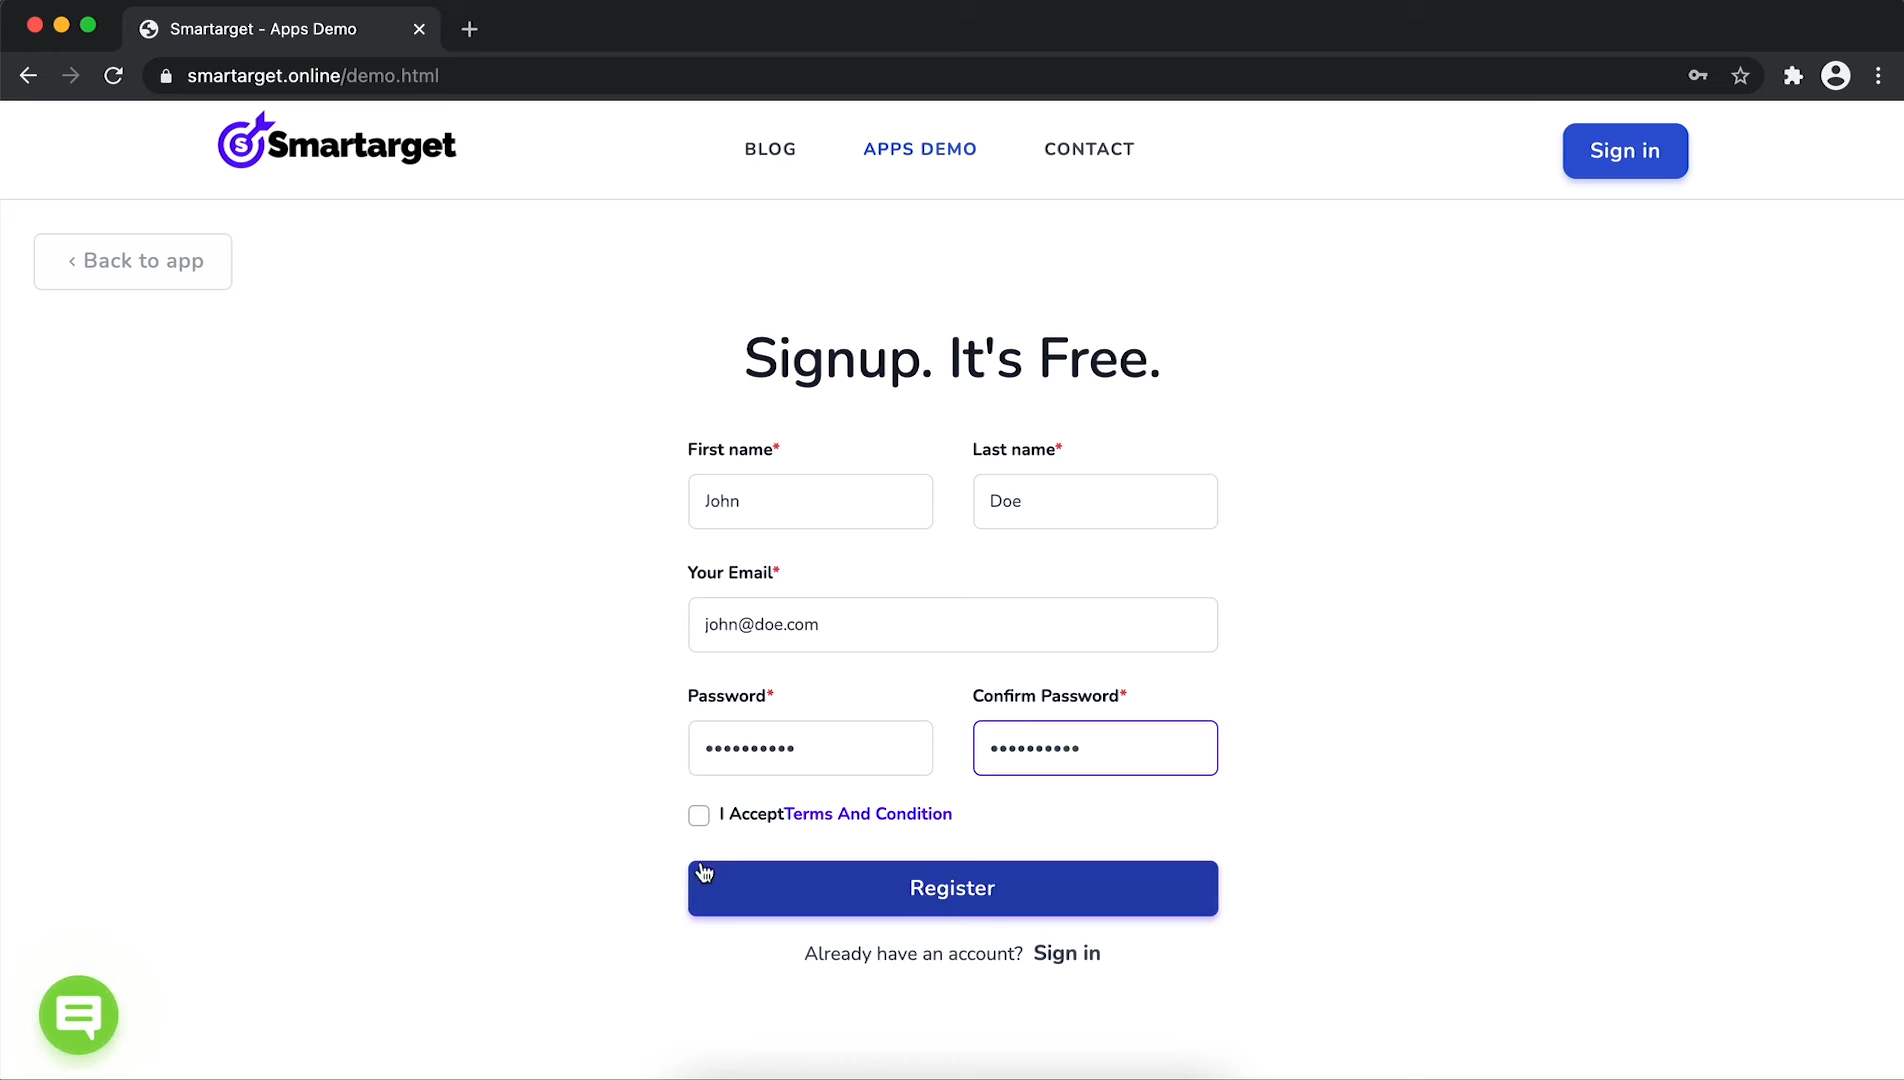 Smartarget - Apps Demo
smartarget.online/demo.html
Smartarget
BLOG
APPS DEMO
CONTACT
Sign in
‹ Back to app
Signup. It's Free.
First name*
Last name*
John
Doe
Your Email*
john@doe.com
Password*
Confirm Password*
••••••••••
••••••••••
I AcceptTerms And Condition
Register
Already have an account? Sign in